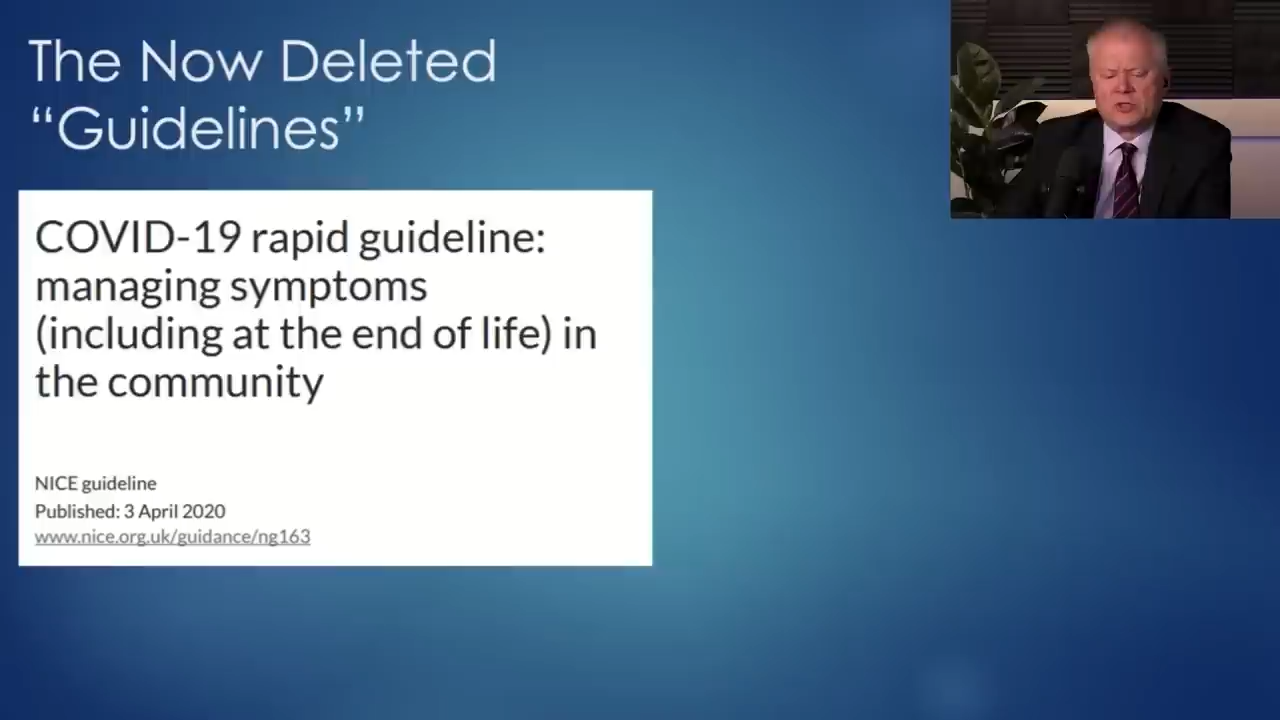 The Now Deleted
“Guidelines”
COVID-19 rapid guideline:
managing symptoms
(including at the end of life) in
the community
NICE guideline
Published: 3 April 2020
www.nice.org.uk/guidance/ng163